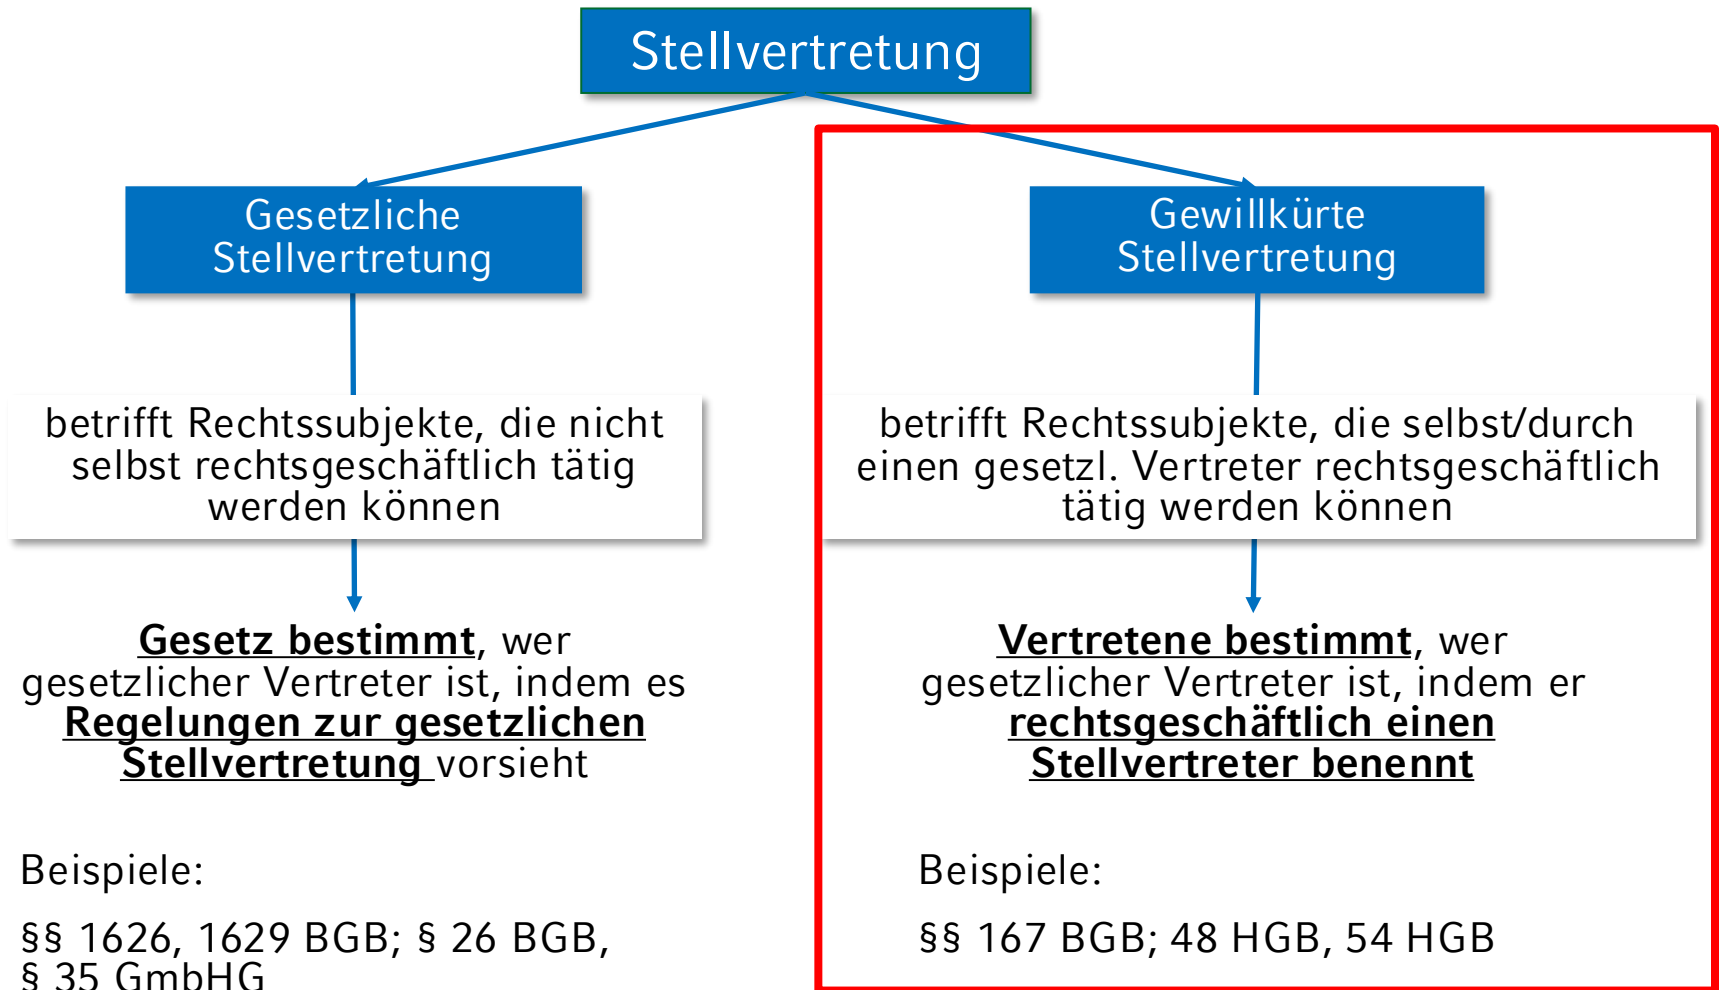 Stellvertretung
Gesetzliche
Stellvertretung
betrifft Rechtssubjekte, die nicht
selbst rechtsgeschäftlich tätig
werden können
Gesetz bestimmt, wer
gesetzlicher Vertreter ist, indem es
Regelungen zur gesetzlichen
Stellvertretung vorsieht
Beispiele:
§§ 1626, 1629 BGB; § 26 BGB,
§ 35 GmbHG
Gewillkürte
Stellvertretung
betrifft Rechtssubjekte, die selbst/durch
einen gesetzl. Vertreter rechtsgeschäftlich
tätig werden können
Vertretene bestimmt, wer
gesetzlicher Vertreter ist, indem er
rechtsgeschäftlich einen
Stellvertreter benennt
Beispiele:
§§ 167 BGB; 48 HGB, 54 HGB